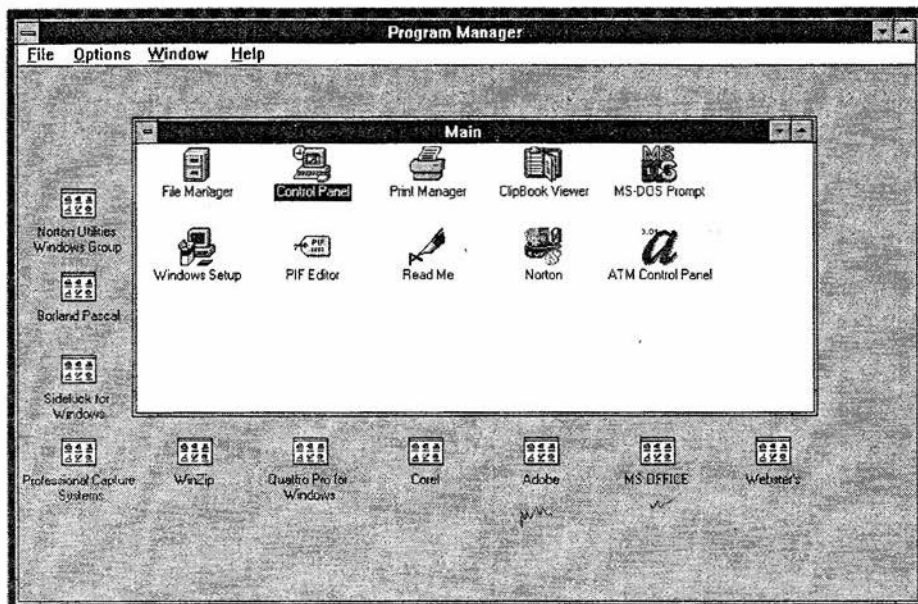 Program Manager
File Options Window Help
Main
File Manager Control Panel Print Manager ClipBook Viewer MS-DOS Prompt
Windows Setup PIF Editor Read Me Norton ATM Control Panel
Norton Utilities
Windows Group
Borland Pascal
Sidekick for
Windows
Professional Capture
Systems
WinZip
Quattro Pro for
Windows
Corel
Adobe
MS OFFICE
Webster's